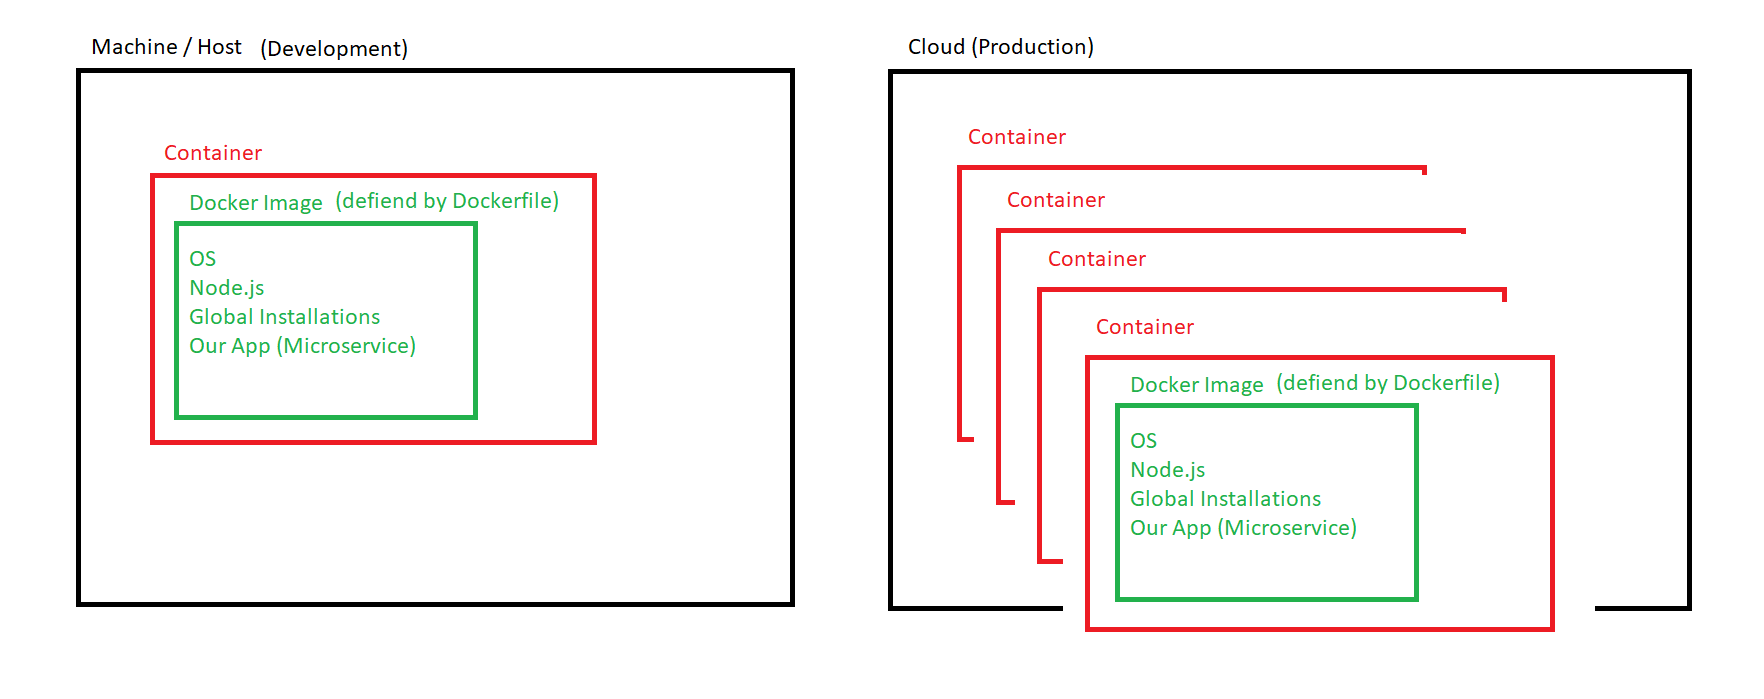 Machine / Host (Development)
Container
Docker Image (defiend by Dockerfile)
OS
Node.js
Global Installations
Our App (Microservice)
Cloud (Production)
Container
Container
Container
Container
Docker Image (defiend by Dockerfile)
OS
Node.js
Global Installations
Our App (Microservice)